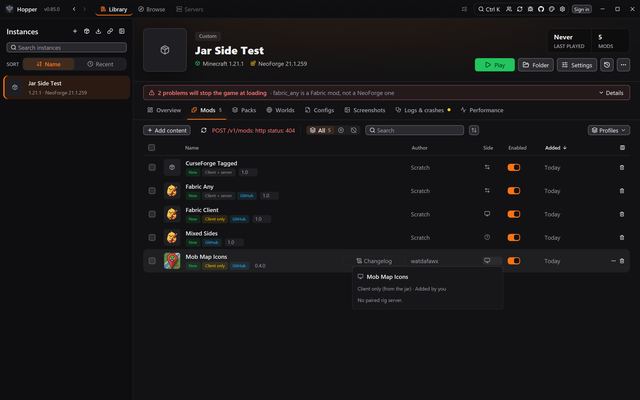 Hopper v0.85.0 Library Browse Servers Ctrl K Sign in
Instances
Search instances
SORT Name Recent
Jar Side Test
1.21.1 · NeoForge 21.1.259
Custom
Jar Side Test
Minecraft 1.21.1 NeoForge 21.1.259
Never
LAST PLAYED
5
MODS
Play Folder Settings
2 problems will stop the game at loading · fabric_any is a Fabric mod, not a NeoForge one Details
Overview Mods 5 Packs Worlds Configs Screenshots Logs & crashes Performance
Add content POST /v1/mods: http status: 404 All 5 Search Profiles
Name Author Side Enabled Added
CurseForge Tagged
New Client + server 1.0
Scratch Today
Fabric Any
New Client + server GitHub 1.0
Scratch Today
Fabric Client
New Client only GitHub 1.0
Scratch Today
Mixed Sides
New GitHub 1.0
Scratch Today
Mob Map Icons
New Client only GitHub 0.4.0
Changelog watdafawx Today
Mob Map Icons
Client only (from the jar) · Added by you
No paired rig server.